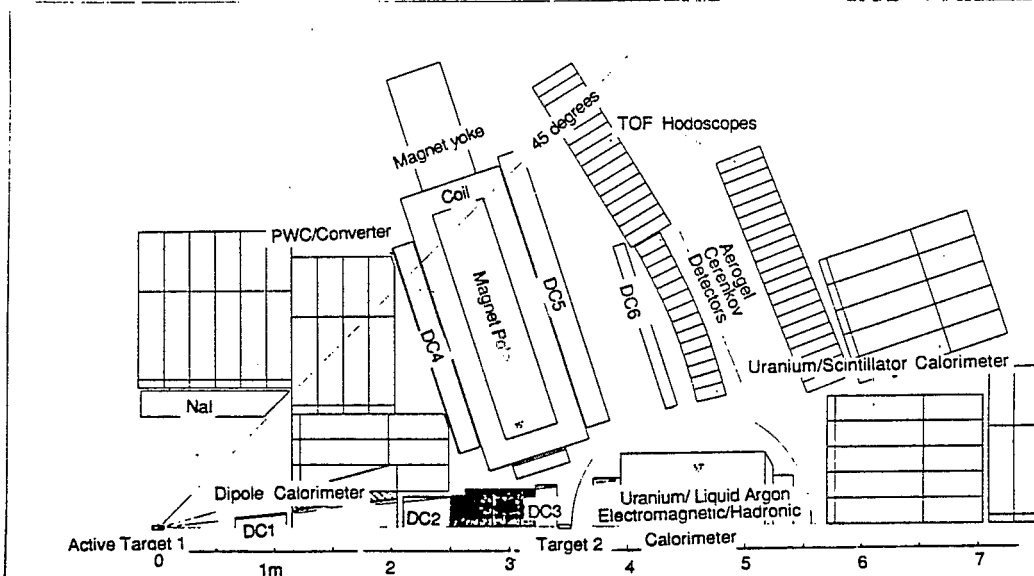 Magnet yoke
45 degrees
TOF Hodoscopes
Coil
PWC/Converter
Magnet
DC4
DC5
DC6
Aerogel
Cerenkov
Detectors
Uranium/Scintillator Calorimeter
NaI
Dipole Calorimeter
DC1
DC2
DC3
Uranium/ Liquid Argon
Electromagnetic/Hadronic
Calorimeter
Active Target 1
Target 2
0
1m
2
3
4
5
6
7